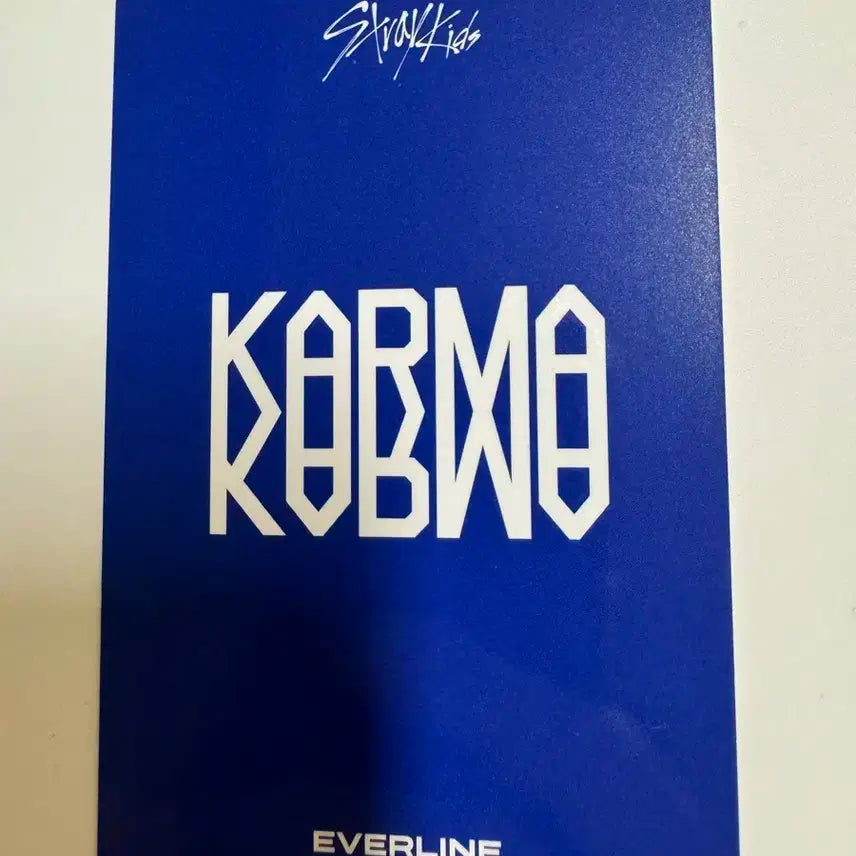 Stray Kids
KARMA
EVERLINE